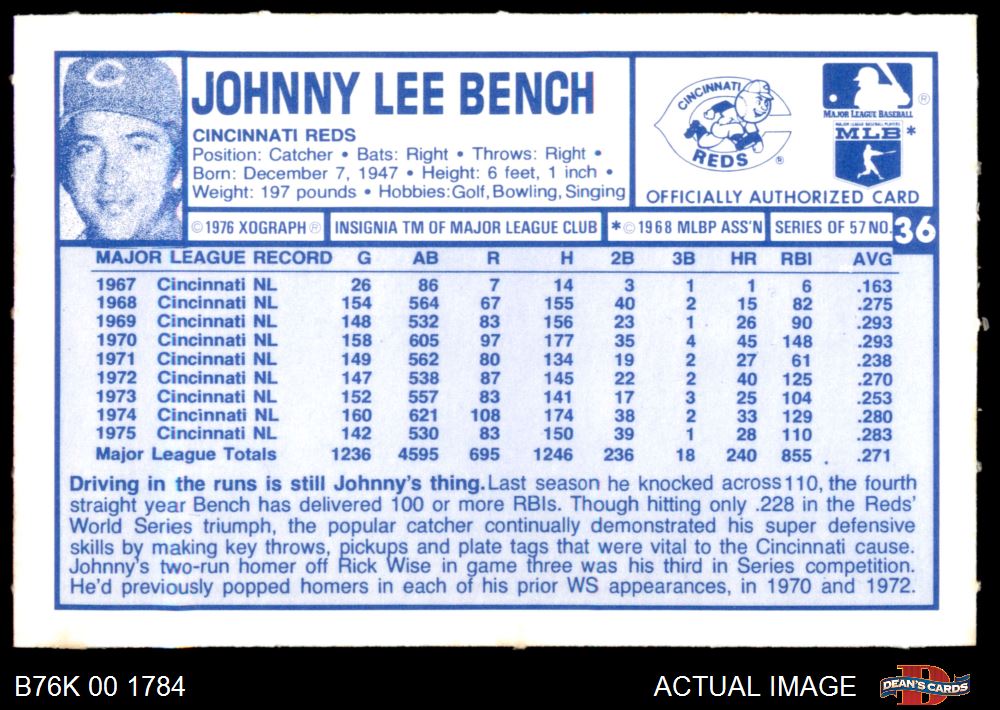 JOHNNY LEE BENCH
CINCINNATI REDS
Position: Catcher • Bats: Right • Throws: Right •
Born: December 7, 1947 • Height: 6 feet, 1 inch •
Weight: 197 pounds • Hobbies: Golf, Bowling, Singing
CINCINNATI
REDS
®
MAJOR LEAGUE BASEBALL
®
MAJOR LEAGUE BASEBALL PLAYERS
MLB *
OFFICIALLY AUTHORIZED CARD
© 1976 XOGRAPH ® INSIGNIA TM OF MAJOR LEAGUE CLUB * © 1968 MLBP ASS'N SERIES OF 57 NO. 36
MAJOR LEAGUE RECORD G AB R H 2B 3B HR RBI AVG
1967 Cincinnati NL 26 86 7 14 3 1 1 6 .163
1968 Cincinnati NL 154 564 67 155 40 2 15 82 .275
1969 Cincinnati NL 148 532 83 156 23 1 26 90 .293
1970 Cincinnati NL 158 605 97 177 35 4 45 148 .293
1971 Cincinnati NL 149 562 80 134 19 2 27 61 .238
1972 Cincinnati NL 147 538 87 145 22 2 40 125 .270
1973 Cincinnati NL 152 557 83 141 17 3 25 104 .253
1974 Cincinnati NL 160 621 108 174 38 2 33 129 .280
1975 Cincinnati NL 142 530 83 150 39 1 28 110 .283
Major League Totals 1236 4595 695 1246 236 18 240 855 .271
Driving in the runs is still Johnny's thing. Last season he knocked across 110, the fourth
straight year Bench has delivered 100 or more RBIs. Though hitting only .228 in the Reds'
World Series triumph, the popular catcher continually demonstrated his super defensive
skills by making key throws, pickups and plate tags that were vital to the Cincinnati cause.
Johnny's two-run homer off Rick Wise in game three was his third in Series competition.
He'd previously popped homers in each of his prior WS appearances, in 1970 and 1972.
B76K 00 1784
ACTUAL IMAGE
DEAN'S CARDS